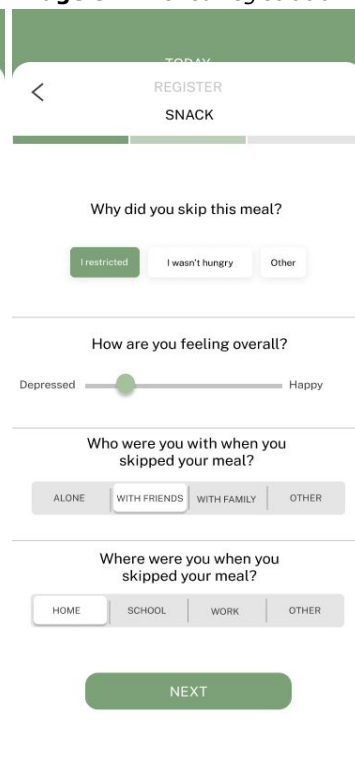 TODAY
REGISTER
SNACK
Why did you skip this meal?
I restricted
I wasn't hungry
Other
How are you feeling overall?
Depressed
Happy
Who were you with when you
skipped your meal?
ALONE
WITH FRIENDS
WITH FAMILY
OTHER
Where were you when you
skipped your meal?
HOME
SCHOOL
WORK
OTHER
NEXT